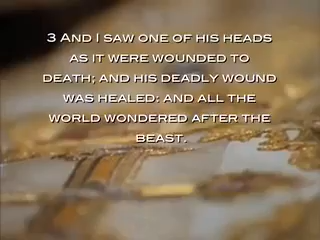 3 And I saw one of his heads
as it were wounded to
death; and his deadly wound
was healed: and all the
world wondered after the
beast.